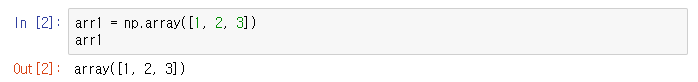 In [2]: arr1 = np.array([1, 2, 3])
arr1
Out[2]: array([1, 2, 3])